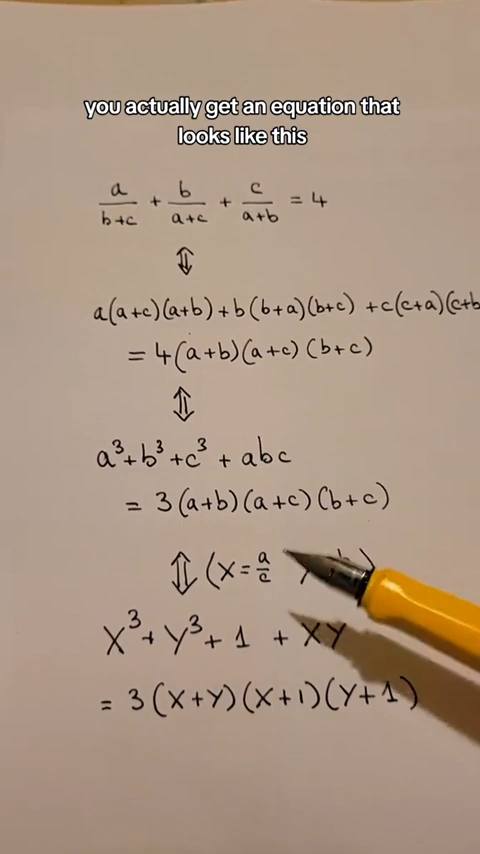 you actually get an equation that
looks like this
a/(b+c) + b/(a+c) + c/(a+b) = 4
⇕
a(a+c)(a+b)+b(b+a)(b+c) +c(c+a)(c+b
= 4(a+b)(a+c)(b+c)
⇕
a³+b³+c³ + abc
= 3(a+b)(a+c)(b+c)
⇕ (X=a/c
X³+Y³+1 + XY
= 3(X+Y)(X+1)(Y+1)